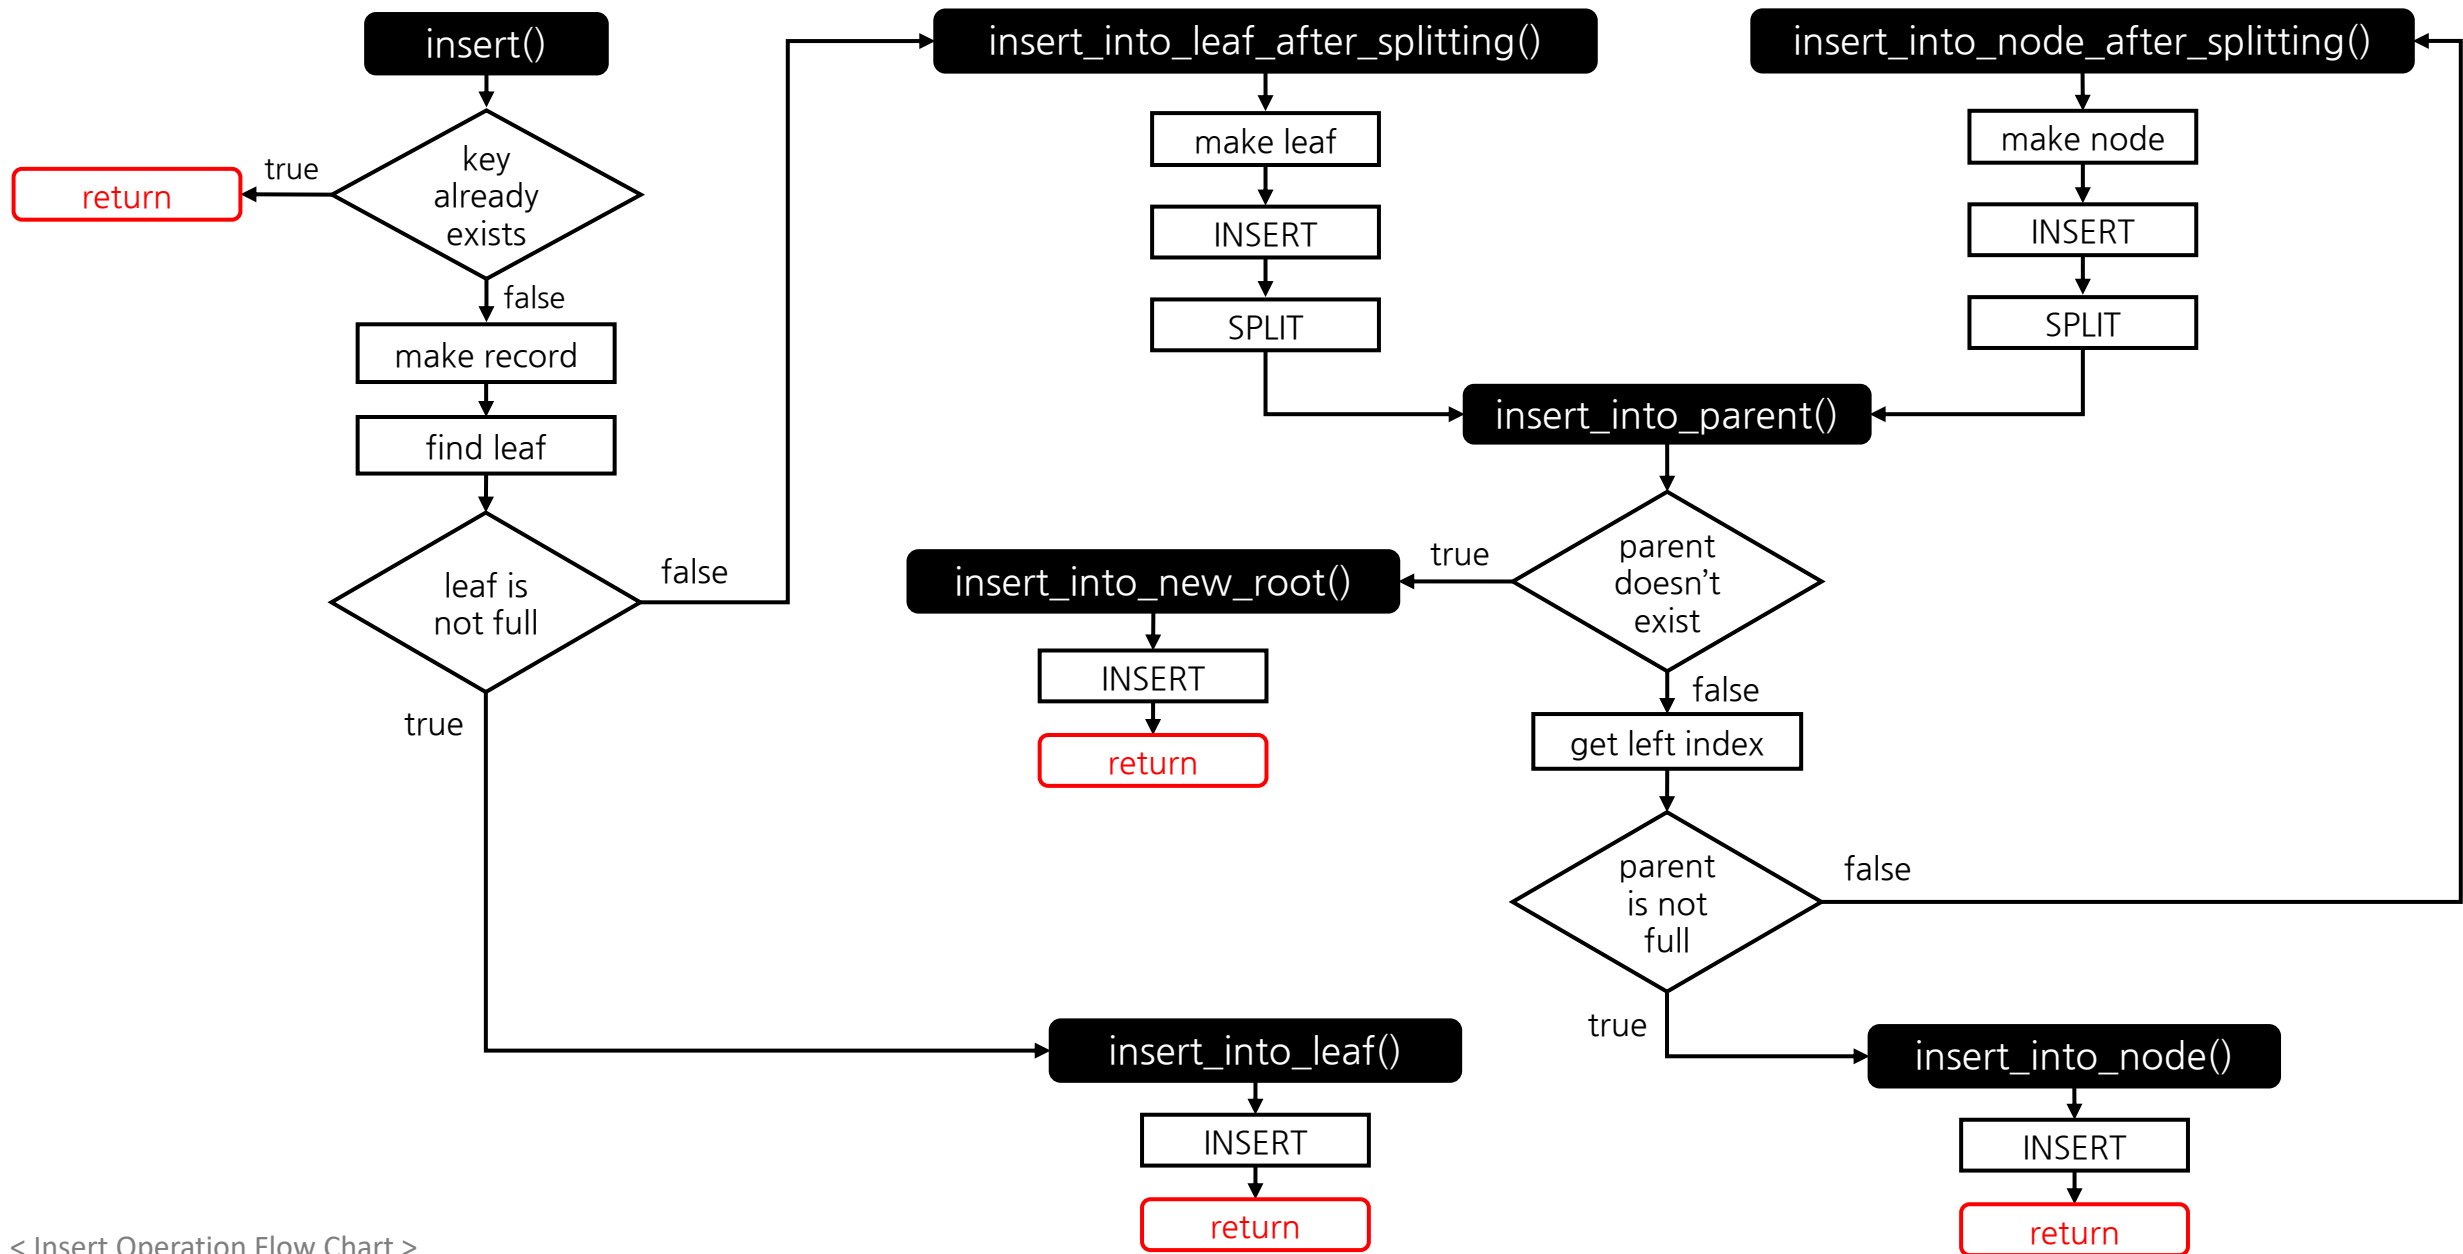 insert()
key
already
exists
true
return
false
make record
find leaf
leaf is
not full
false
true
insert_into_leaf_after_splitting()
make leaf
INSERT
SPLIT
insert_into_node_after_splitting()
make node
INSERT
SPLIT
insert_into_parent()
parent
doesn't
exist
true
insert_into_new_root()
INSERT
return
false
get left index
parent
is not
full
false
true
insert_into_leaf()
INSERT
return
insert_into_node()
INSERT
return
< Insert Operation Flow Chart >